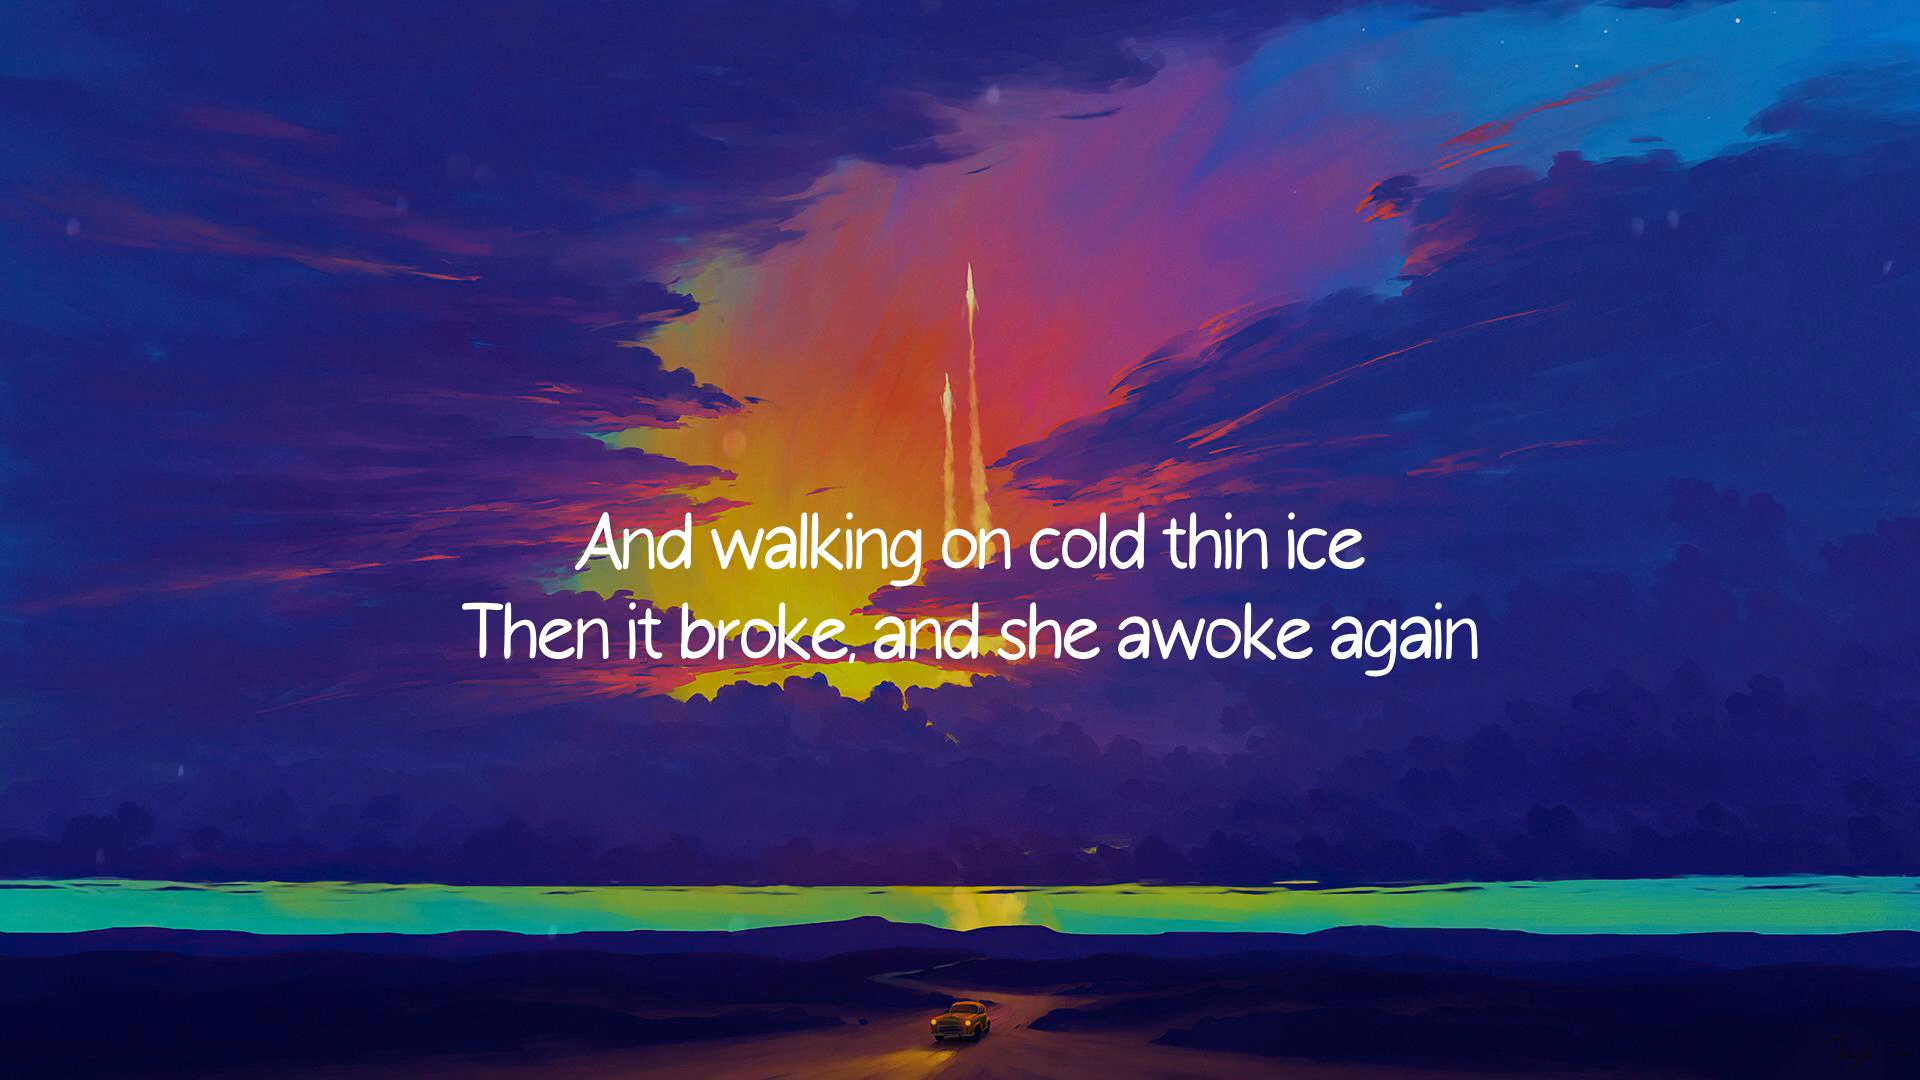 And walking on cold thin ice
Then it broke, and she awoke again